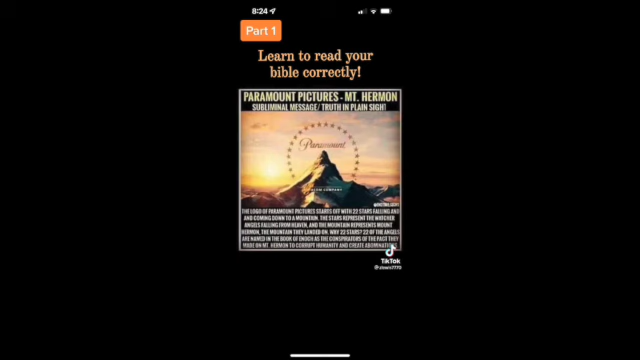 8:24
Part 1
Learn to read your
bible correctly!
PARAMOUNT PICTURES - MT. HERMON
SUBLIMINAL MESSAGE/ TRUTH IN PLAIN SIGHT
Paramount
A VIACOM COMPANY
THE LOGO OF PARAMOUNT PICTURES STARTS OFF WITH 22 STARS FALLING AND
AND COMING DOWN TO A MOUNTAIN. THE STARS REPRESENT THE WATCHER
ANGELS FALLING FROM HEAVEN, AND THE MOUNTAIN REPRESENTS MOUNT
HERMON, THE MOUNTAIN THEY LANDED ON. WHY 22 STARS? 22 OF THE ANGELS
ARE NAMED IN THE BOOK OF ENOCH AS THE CONSPIRATORS OF THE PACT THEY
MADE ON MT. HERMON TO CORRUPT HUMANITY AND CREATE ABOMINATIONS.
TikTok